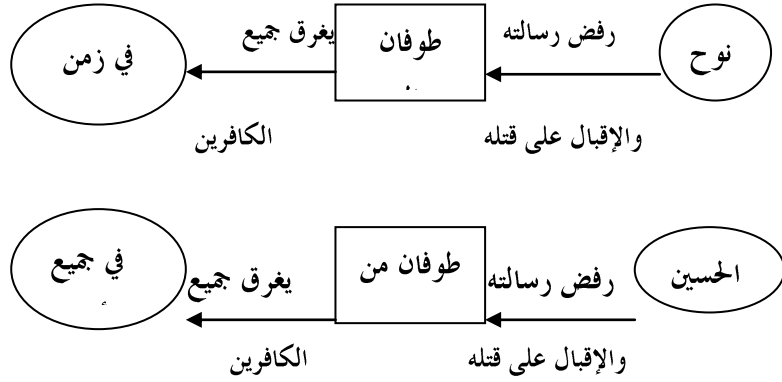 نوح
رفض رسالته
والإقبال على قتله
طوفان
يغرق جميع
الكافرين
في زمن
الحسين
رفض رسالته
والإقبال على قتله
طوفان من
يغرق جميع
الكافرين
في جميع